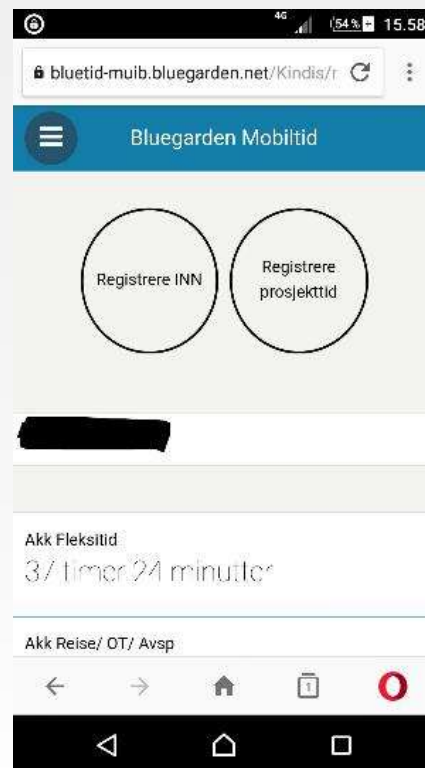 4G 54% 15.58
bluetid-muib.bluegarden.net/Kindis/r
Bluegarden Mobiltid
Registrere INN
Registrere
prosjekttid
Akk Fleksitid
37 timer 24 minutter
Akk Reise/ OT/ Avsp
1